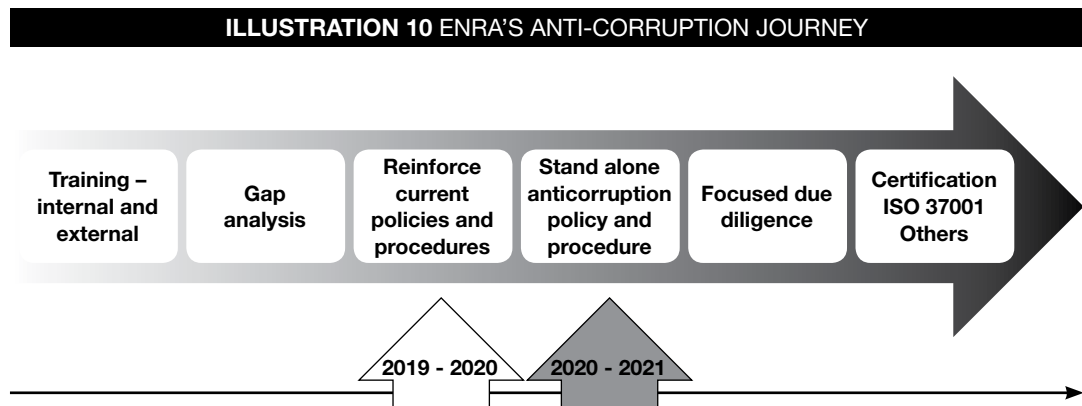 ILLUSTRATION 10 ENRA'S ANTI-CORRUPTION JOURNEY
Training –
internal and
external
Gap
analysis
Reinforce
current
policies and
procedures
Stand alone
anticorruption
policy and
procedure
Focused due
diligence
Certification
ISO 37001
Others
2019 - 2020
2020 - 2021